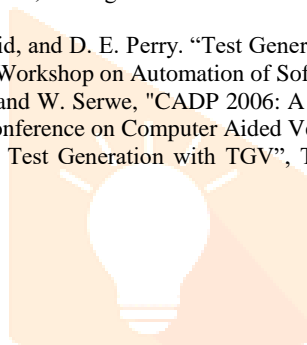 id, and D. E. Perry. “Test Gener
Workshop on Automation of Sof
and W. Serwe, "CADP 2006: A
onference on Computer Aided Ve
Test Generation with TGV”, T